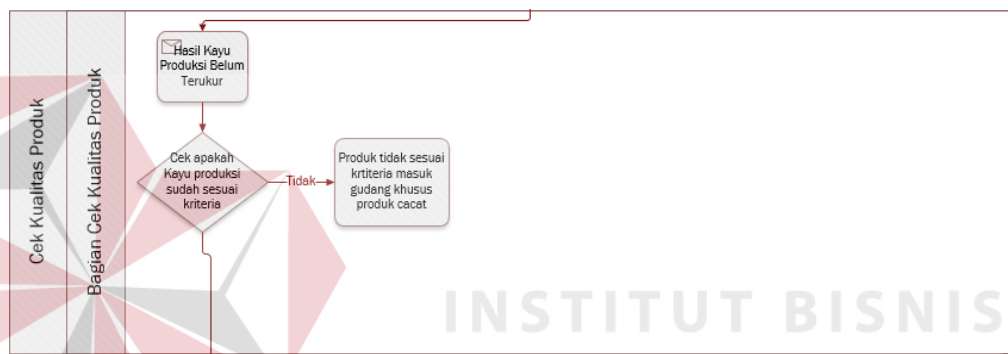 Cek Kualitas Produk
Bagian Cek Kualitas Produk
Hasil Kayu
Produksi Belum
Terukur
Cek apakah
Kayu produksi
sudah sesuai
kriteria
Tidak
Produk tidak sesuai
krtiteria masuk
gudang khusus
produk cacat
INSTITUT BISNIS